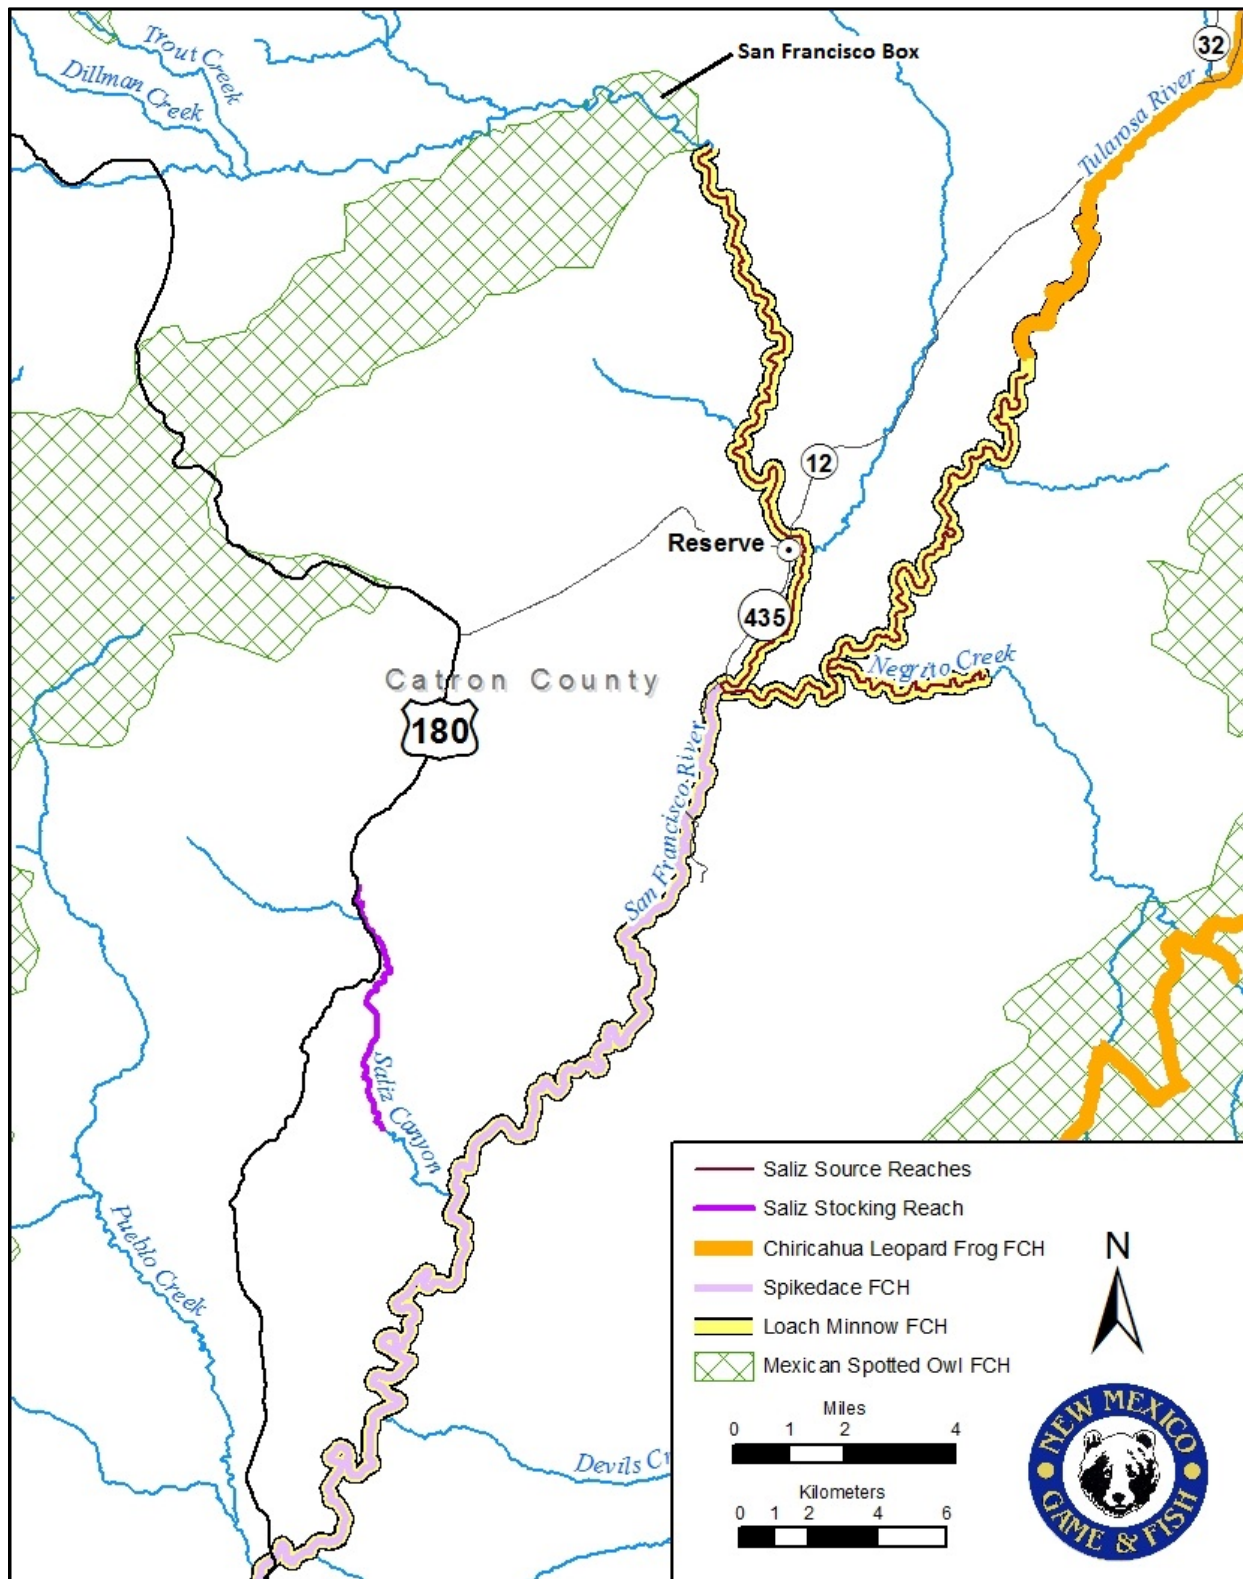 San Francisco Box
32
Trout Creek
Dillman Creek
Tularosa River
12
Reserve
435
Negrito Creek
Catron County
180
San Francisco River
Saliz Canyon
Pueblo Creek
Devils Cr
Saliz Source Reaches
Saliz Stocking Reach
Chiricahua Leopard Frog FCH
Spikedace FCH
Loach Minnow FCH
Mexican Spotted Owl FCH
N
Miles
0 1 2 4
Kilometers
0 1 2 4 6
NEW MEXICO
GAME & FISH